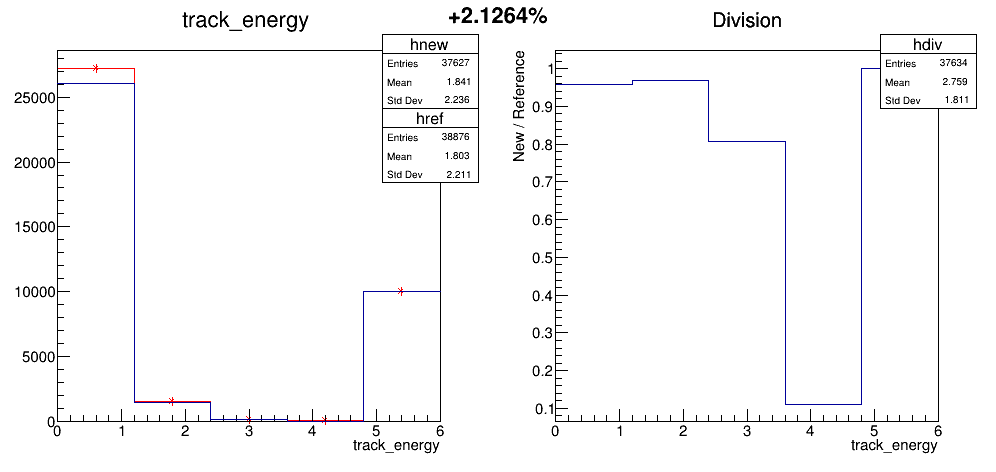 track_energy
+2.1264%
Division
hnew
Entries 37627
Mean 1.841
Std Dev 2.236
href
Entries 38876
Mean 1.803
Std Dev 2.211
25000
20000
15000
10000
5000
0
0 1 2 3 4 5 6
track_energy
hdiv
Entries 37634
Mean 2.759
Std Dev 1.811
New / Reference
1
0.9
0.8
0.7
0.6
0.5
0.4
0.3
0.2
0.1
0 1 2 3 4 5 6
track_energy